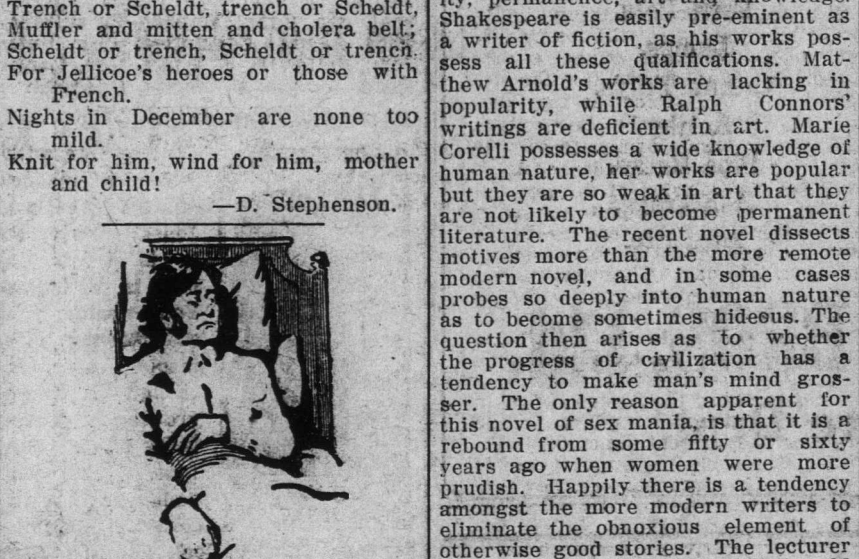 Trench or Scheldt, trench or Scheldt,
Muffler and mitten and cholera belt;
Scheldt or trench, Scheldt or trench.
For Jellicoe's heroes or those with
French.
Nights in December are none too
mild.
Knit for him, wind for him, mother
and child!
—D. Stephenson.
ity, permanence, art and knowledge.
Shakespeare is easily pre-eminent as
a writer of fiction, as his works pos-
sess all these qualifications. Mat-
thew Arnold's works are lacking in
popularity, while Ralph Connors'
writings are deficient in art. Marie
Corelli possesses a wide knowledge of
human nature, her works are popular
but they are so weak in art that they
are not likely to become permanent
literature. The recent novel dissects
motives more than the more remote
modern novel, and in some cases
probes so deeply into human nature
as to become sometimes hideous. The
question then arises as to whether
the progress of civilization has a
tendency to make man's mind gros-
ser. The only reason apparent for
this novel of sex mania, is that it is a
rebound from some fifty or sixty
years ago when women were more
prudish. Happily there is a tendency
amongst the more modern writers to
eliminate the obnoxious element of
otherwise good stories. The lecturer